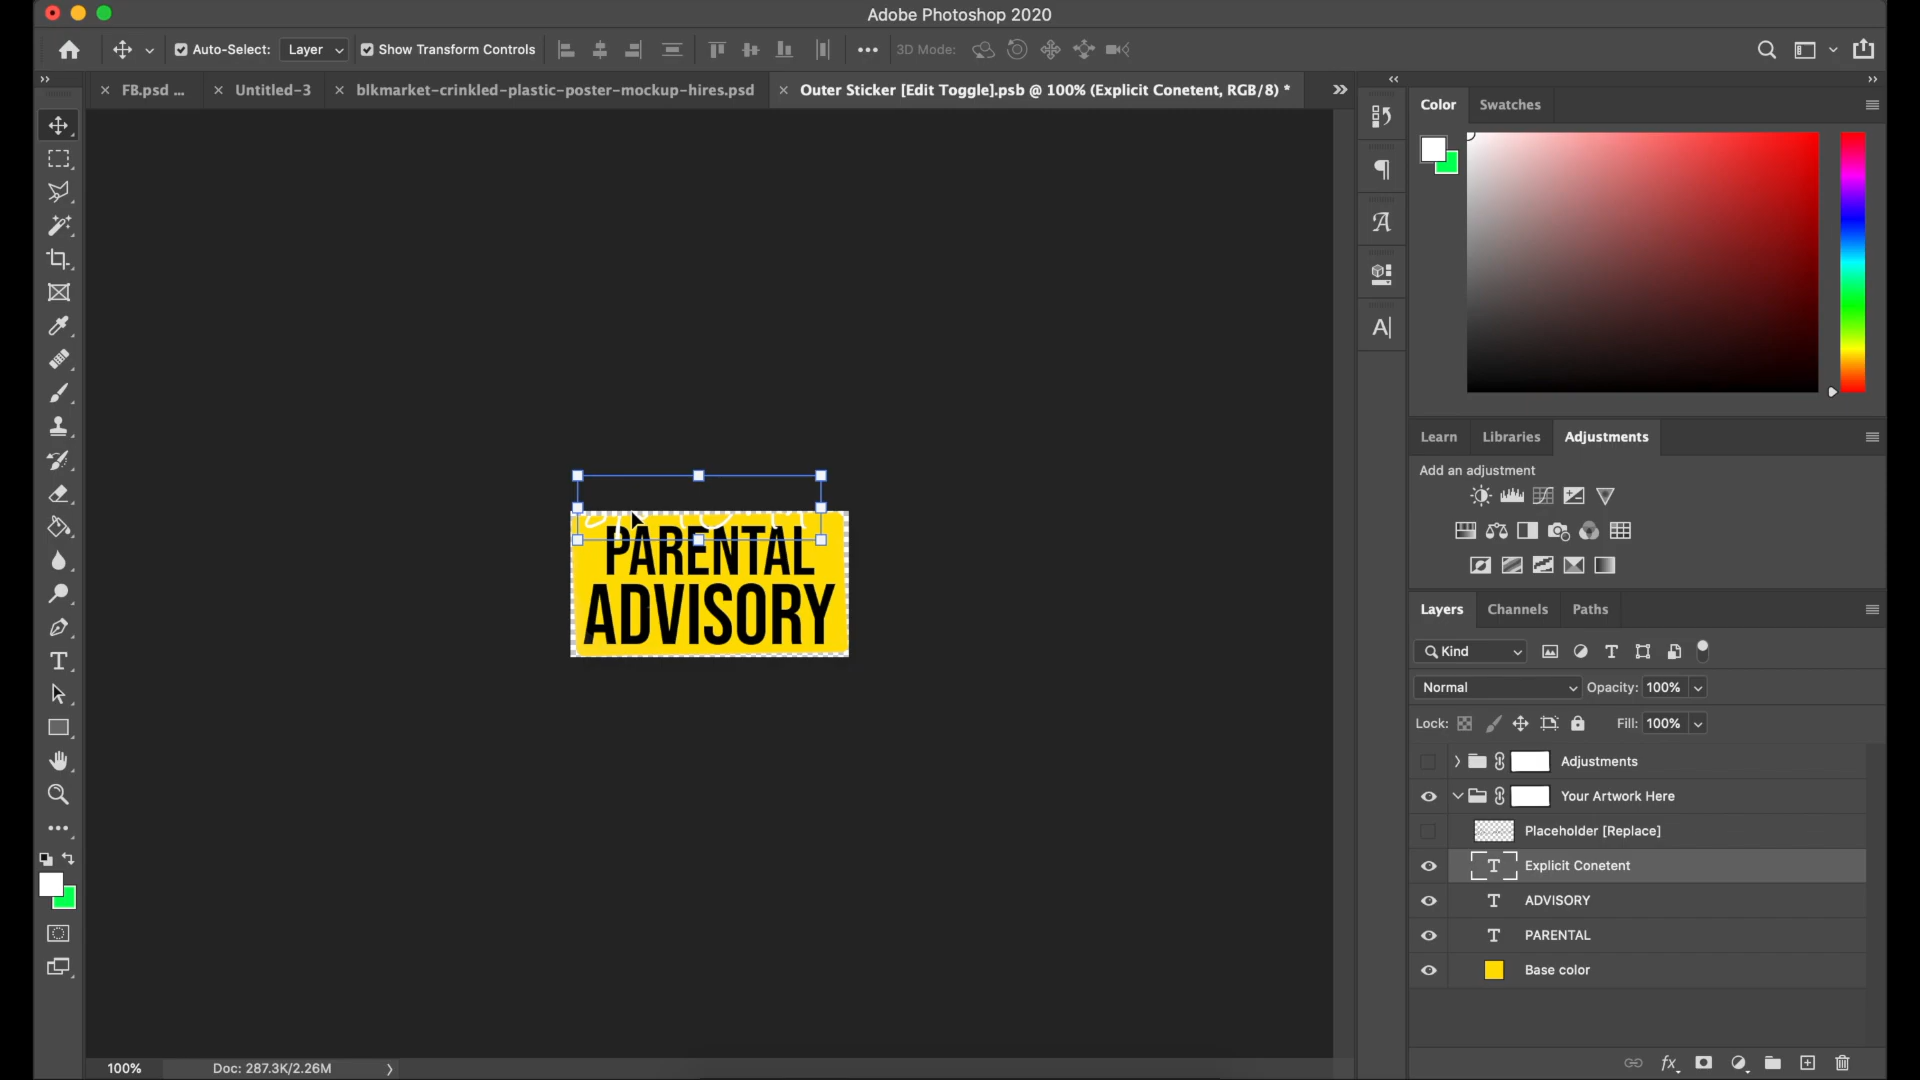 Adobe Photoshop 2020
Auto-Select: Layer Show Transform Controls 3D Mode:
FB.psd ... Untitled-3 blkmarket-crinkled-plastic-poster-mockup-hires.psd Outer Sticker [Edit Toggle].psb @ 100% (Explicit Conetent, RGB/8) *
Color Swatches
PARENTAL
ADVISORY
Learn Libraries Adjustments
Add an adjustment
Layers Channels Paths
Kind
Normal Opacity: 100%
Lock: Fill: 100%
Adjustments
Your Artwork Here
Placeholder [Replace]
Explicit Conetent
ADVISORY
PARENTAL
Base color
100% Doc: 287.3K/2.26M